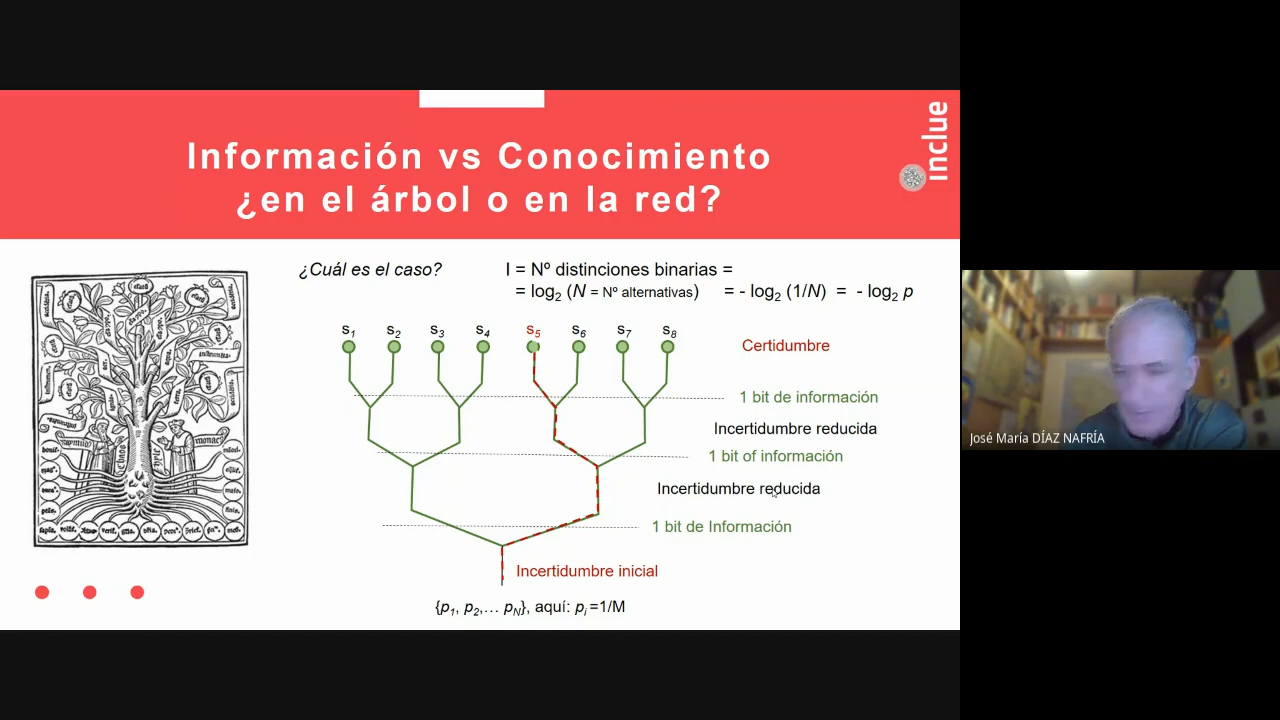 Información vs Conocimiento
¿en el árbol o en la red?
inclue
¿Cuál es el caso?
I = Nº distinciones binarias =
= log2 (N = Nº alternativas) = - log2 (1/N) = - log2 p
s1 s2 s3 s4 s5 s6 s7 s8
Certidumbre
1 bit de información
Incertidumbre reducida
1 bit of información
Incertidumbre reducida
1 bit de Información
Incertidumbre inicial
{p1, p2,... pN}, aquí: pi =1/M
José María DÍAZ NAFRÍA